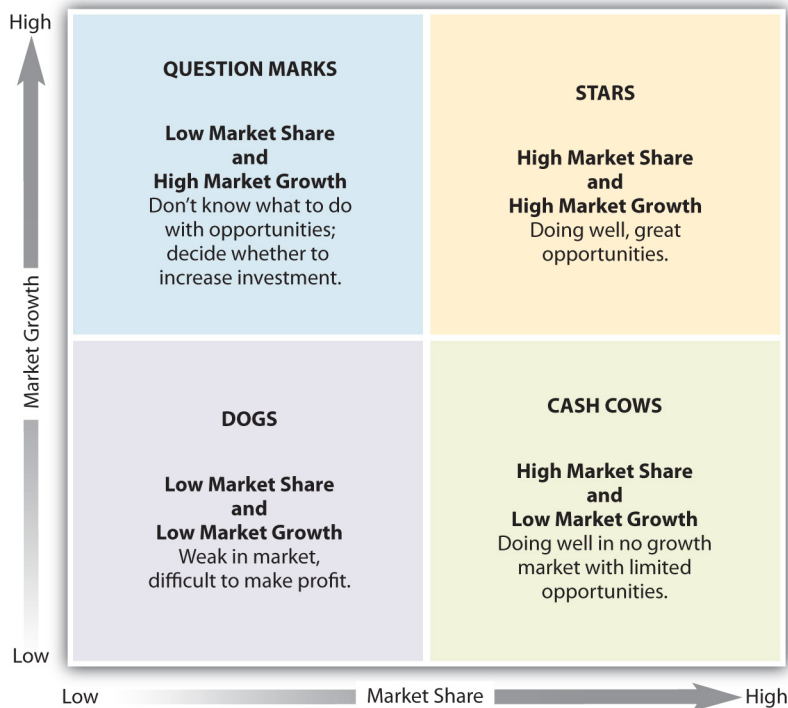 High
QUESTION MARKS
Low Market Share
and
High Market Growth
Don't know what to do
with opportunities;
decide whether to
increase investment.
STARS
High Market Share
and
High Market Growth
Doing well, great
opportunities.
Market Growth
DOGS
Low Market Share
and
Low Market Growth
Weak in market,
difficult to make profit.
CASH COWS
High Market Share
and
Low Market Growth
Doing well in no growth
market with limited
opportunities.
Low
Low
Market Share
High